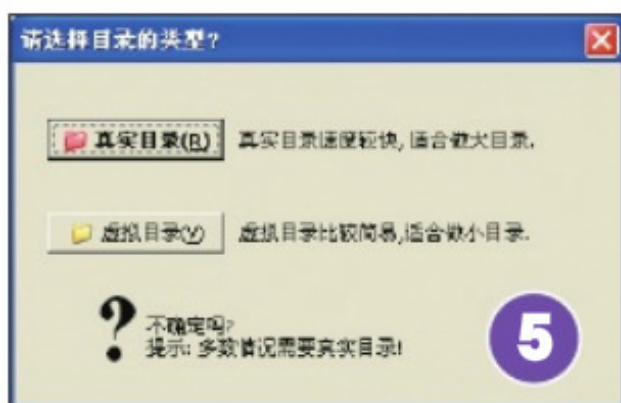 请选择目录的类型?
真实目录(R) 真实目录速度较快, 适合做大目录.
虚拟目录(V) 虚拟目录比较简易,适合做小目录.
不确定吗?
提示: 多数情况需要真实目录!
5